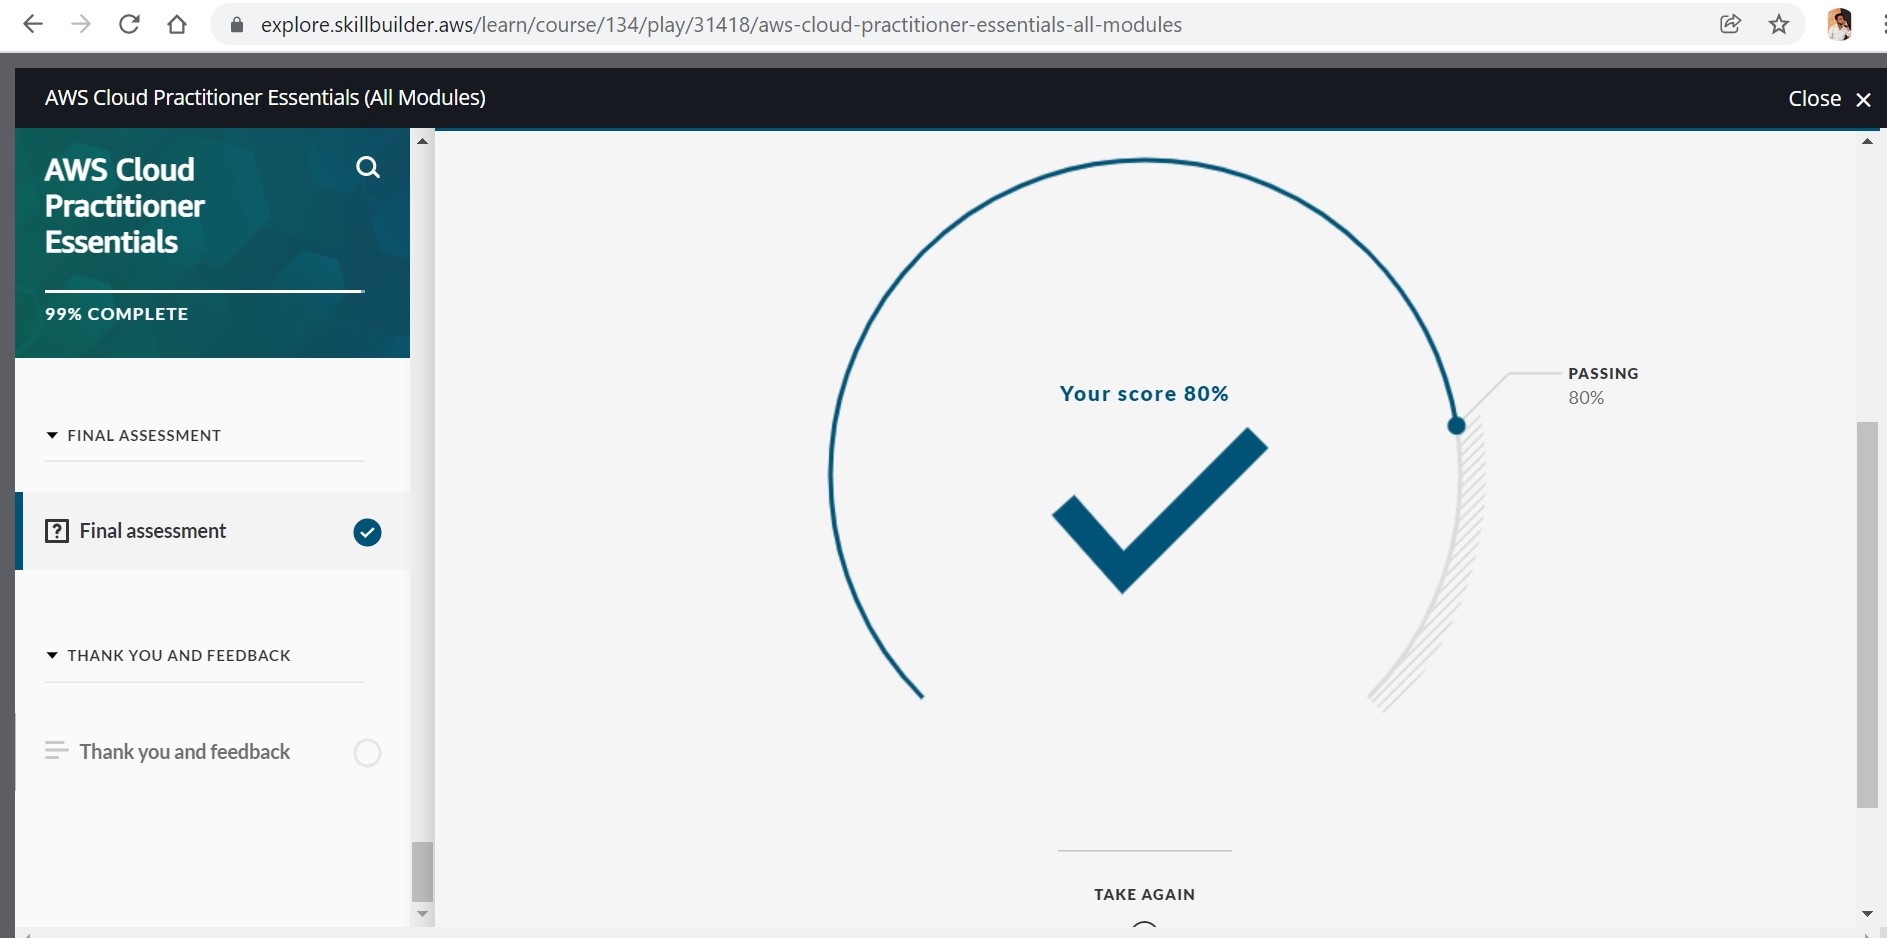 explore.skillbuilder.aws/learn/course/134/play/31418/aws-cloud-practitioner-essentials-all-modules
AWS Cloud Practitioner Essentials (All Modules)
Close
AWS Cloud
Practitioner
Essentials
99% COMPLETE
FINAL ASSESSMENT
Final assessment
THANK YOU AND FEEDBACK
Thank you and feedback
Your score 80%
PASSING
80%
TAKE AGAIN